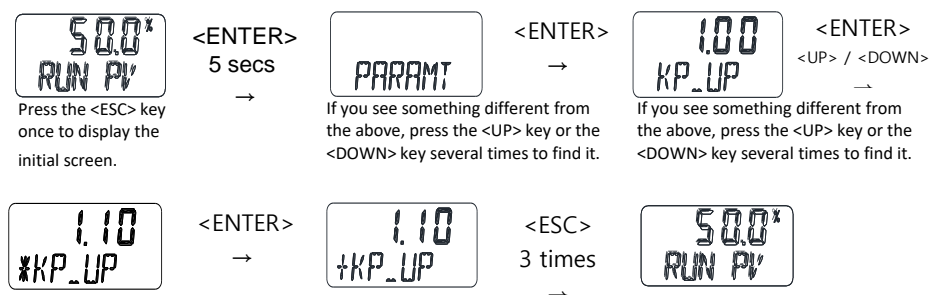 50.0%
RUN PV
Press the <ESC> key
once to display the
initial screen.
<ENTER>
5 secs
→
PARAMT
If you see something different from
the above, press the <UP> key or the
<DOWN> key several times to find it.
<ENTER>
→
1.00
KP_UP
If you see something different from
the above, press the <UP> key or the
<DOWN> key several times to find it.
<ENTER>
<UP> / <DOWN>
→
1.10
*KP_UP
<ENTER>
→
1.10
+KP_UP
<ESC>
3 times
→
50.0%
RUN PV